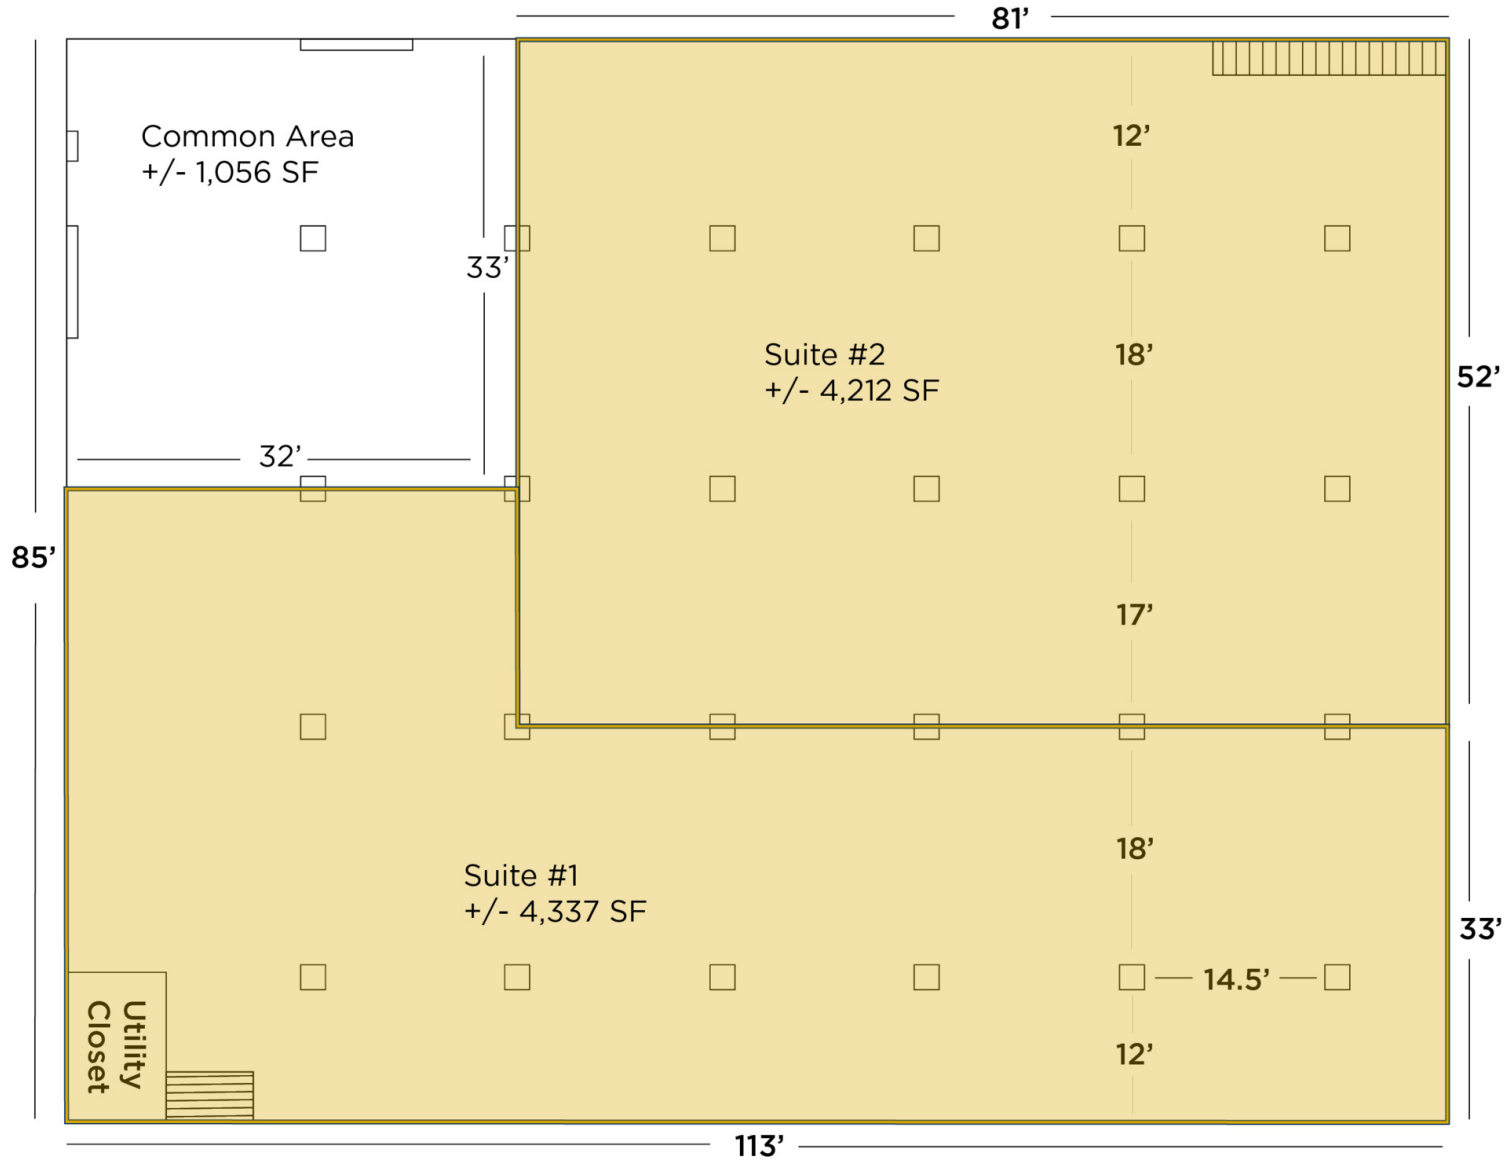 81’
Common Area
+/- 1,056 SF
12’
33’
Suite #2
+/- 4,212 SF
18’
52’
32’
85’
17’
18’
Suite #1
+/- 4,337 SF
33’
14.5’
Utility
Closet
12’
113’